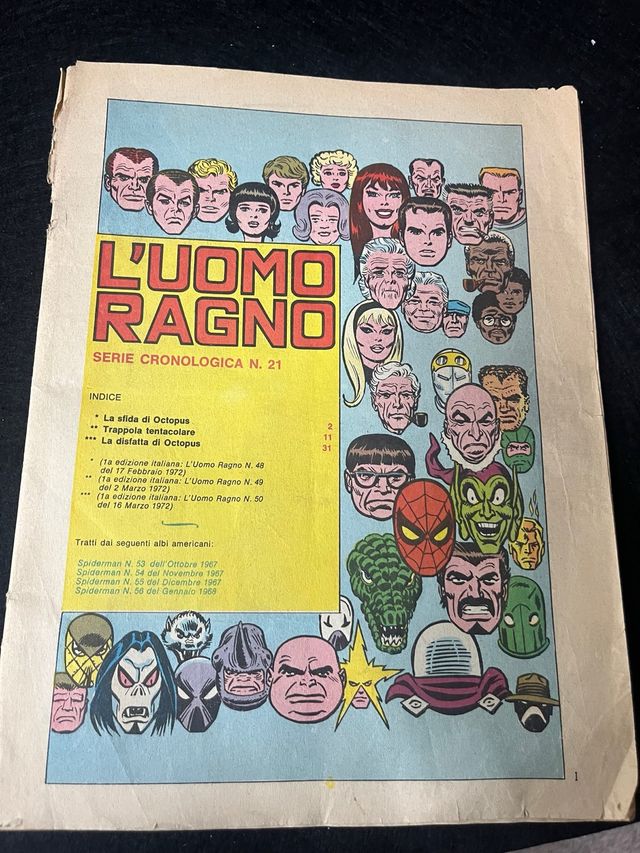 L'UOMO
RAGNO
SERIE CRONOLOGICA N. 21
INDICE
* La sfida di Octopus 2
** Trappola tentacolare 11
*** La disfatta di Octopus 31
* (1a edizione italiana: L'Uomo Ragno N. 48
del 17 Febbraio 1972)
** (1a edizione italiana: L'Uomo Ragno N. 49
del 2 Marzo 1972)
*** (1a edizione italiana: L'Uomo Ragno N. 50
del 16 Marzo 1972)
Tratti dai seguenti albi americani:
Spiderman N. 53 dell'Ottobre 1967
Spiderman N. 54 del Novembre 1967
Spiderman N. 55 del Dicembre 1967
Spiderman N. 56 del Gennaio 1968
1